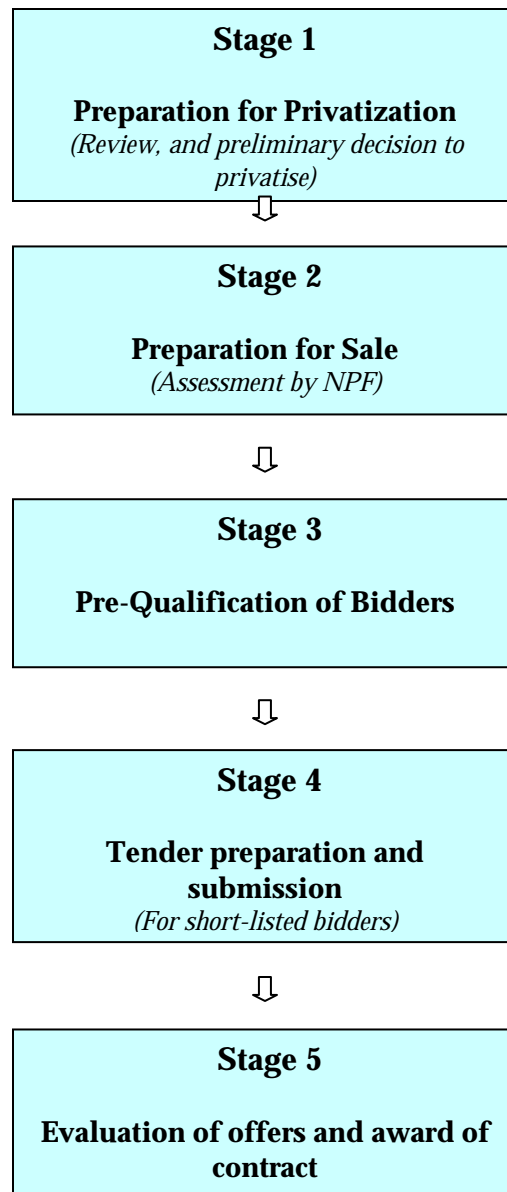 Stage 1
Preparation for Privatization
(Review, and preliminary decision to
privatise)
Stage 2
Preparation for Sale
(Assessment by NPF)
Stage 3
Pre-Qualification of Bidders
Stage 4
Tender preparation and
submission
(For short-listed bidders)
Stage 5
Evaluation of offers and award of
contract